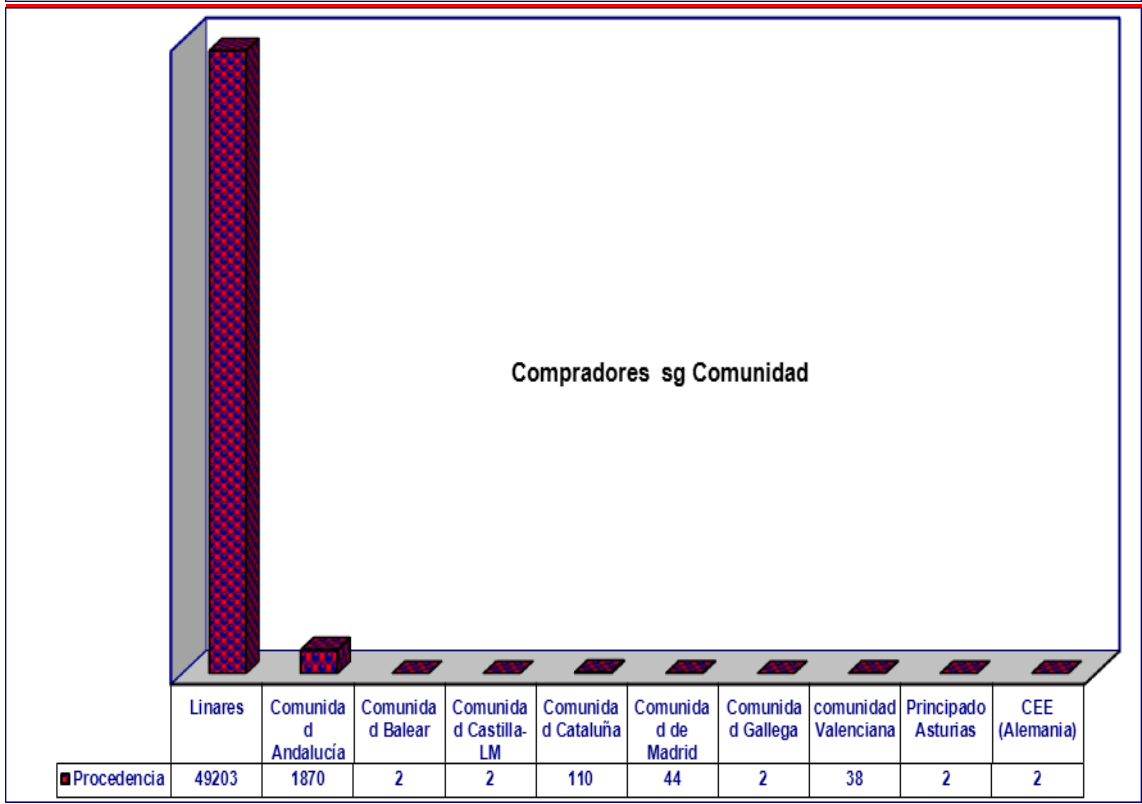 Compradores sg Comunidad
Linares
Comunida
d
Andalucía
Comunida
d Balear
Comunida
d Castilla-
LM
Comunida
d Cataluña
Comunida
d de
Madrid
Comunida
d Gallega
comunidad
Valenciana
Principado
Asturias
CEE
(Alemania)
Procedencia 49203 1870 2 2 110 44 2 38 2 2